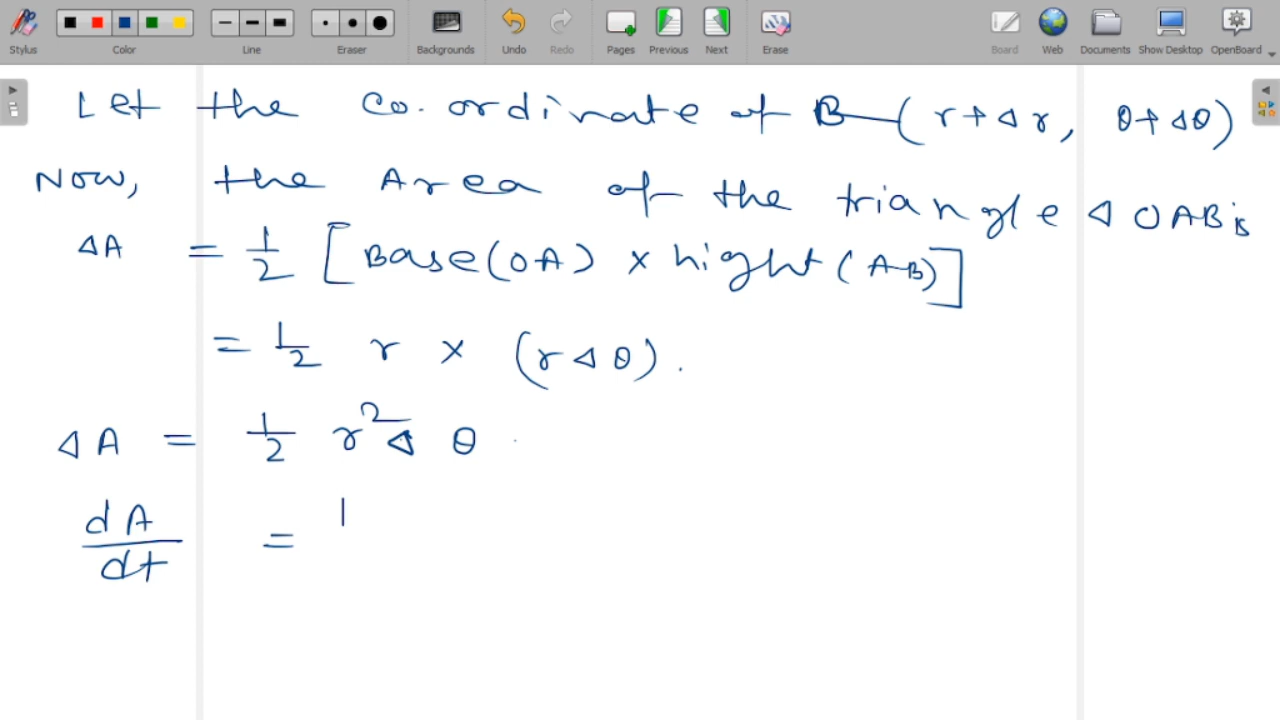 Stylus Color Line Eraser Backgrounds Undo Redo Pages Previous Next Erase Board Web Documents Show Desktop OpenBoard
Let the Co. ordinate of B (r+Δr, θ+Δθ)
Now, the Area of the triangle Δ OAB is
ΔA = 1/2 [Base(OA) × hight(AB)]
= 1/2 r × (rΔθ).
ΔA = 1/2 r² Δ θ
dA/dt = 1